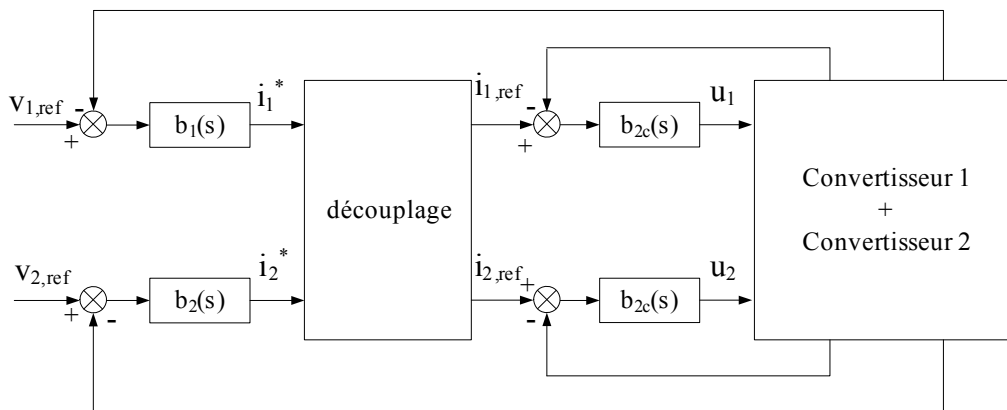 v1,ref
-
+
b1(s)
i1*
découplage
i1,ref
-
+
b2c(s)
u1
Convertisseur 1
+
Convertisseur 2
v2,ref
+
-
b2(s)
i2*
i2,ref
+
-
b2c(s)
u2